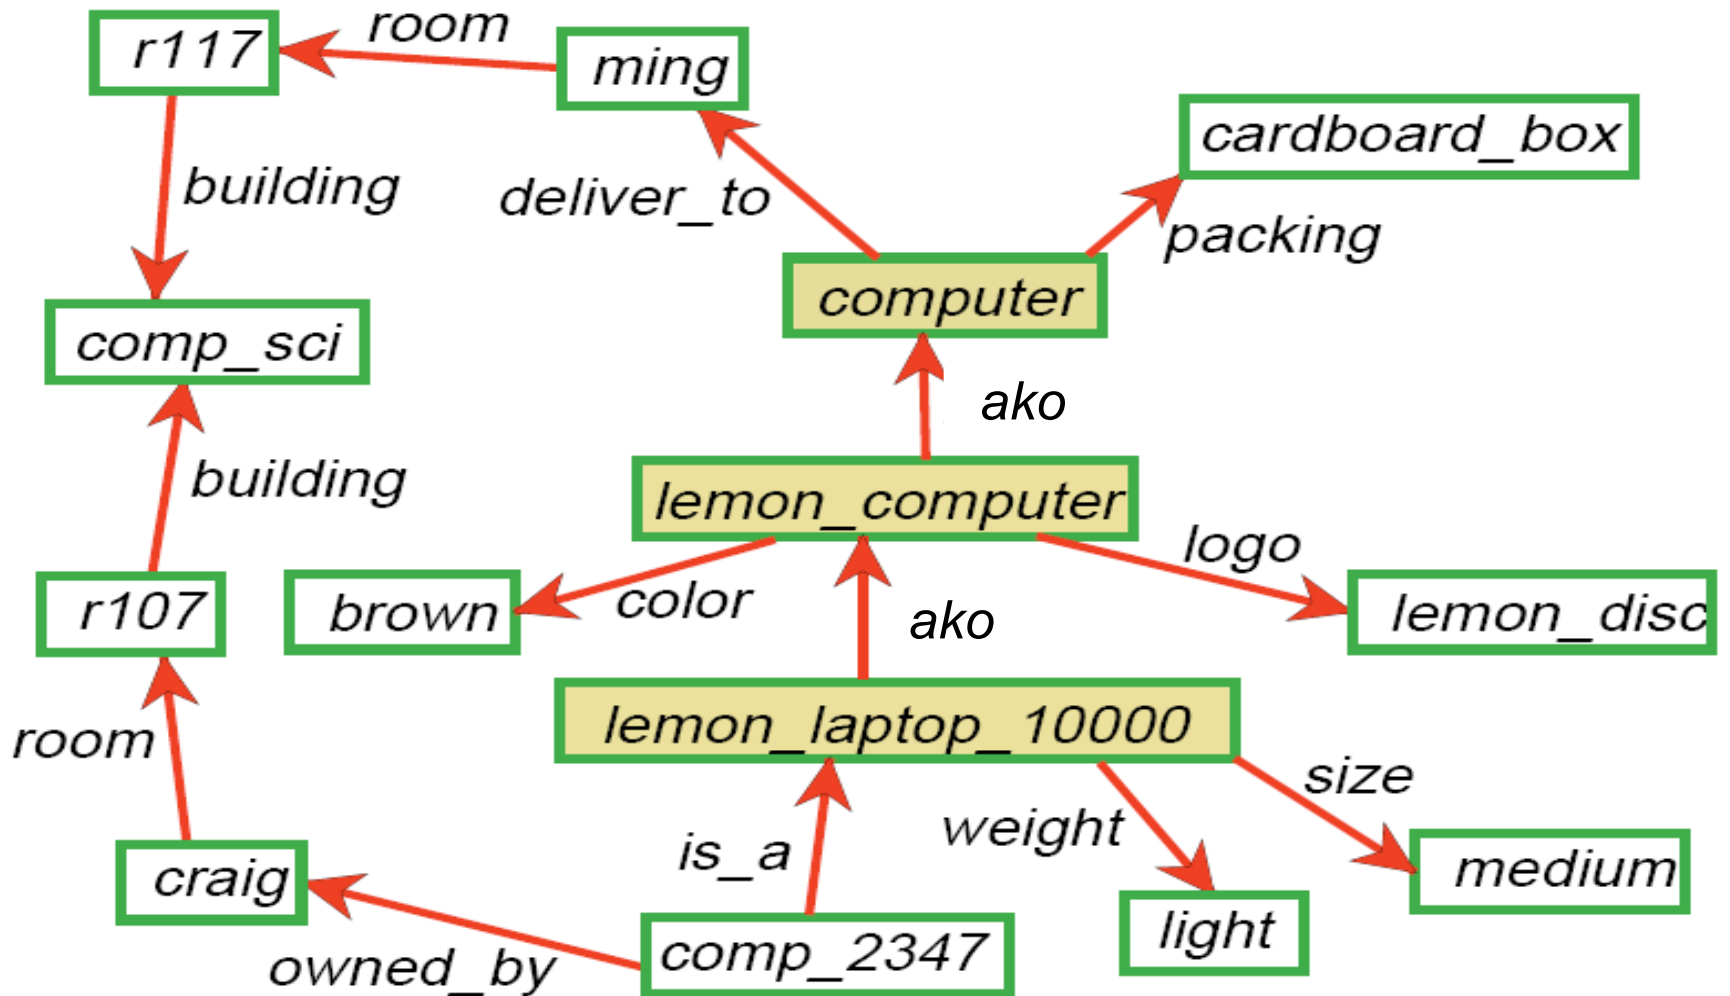 room
r117
ming
cardboard_box
building
deliver_to
packing
computer
comp_sci
ako
building
lemon_computer
logo
r107
brown
color
ako
lemon_disc
room
lemon_laptop_10000
size
is_a
weight
craig
medium
light
owned_by
comp_2347